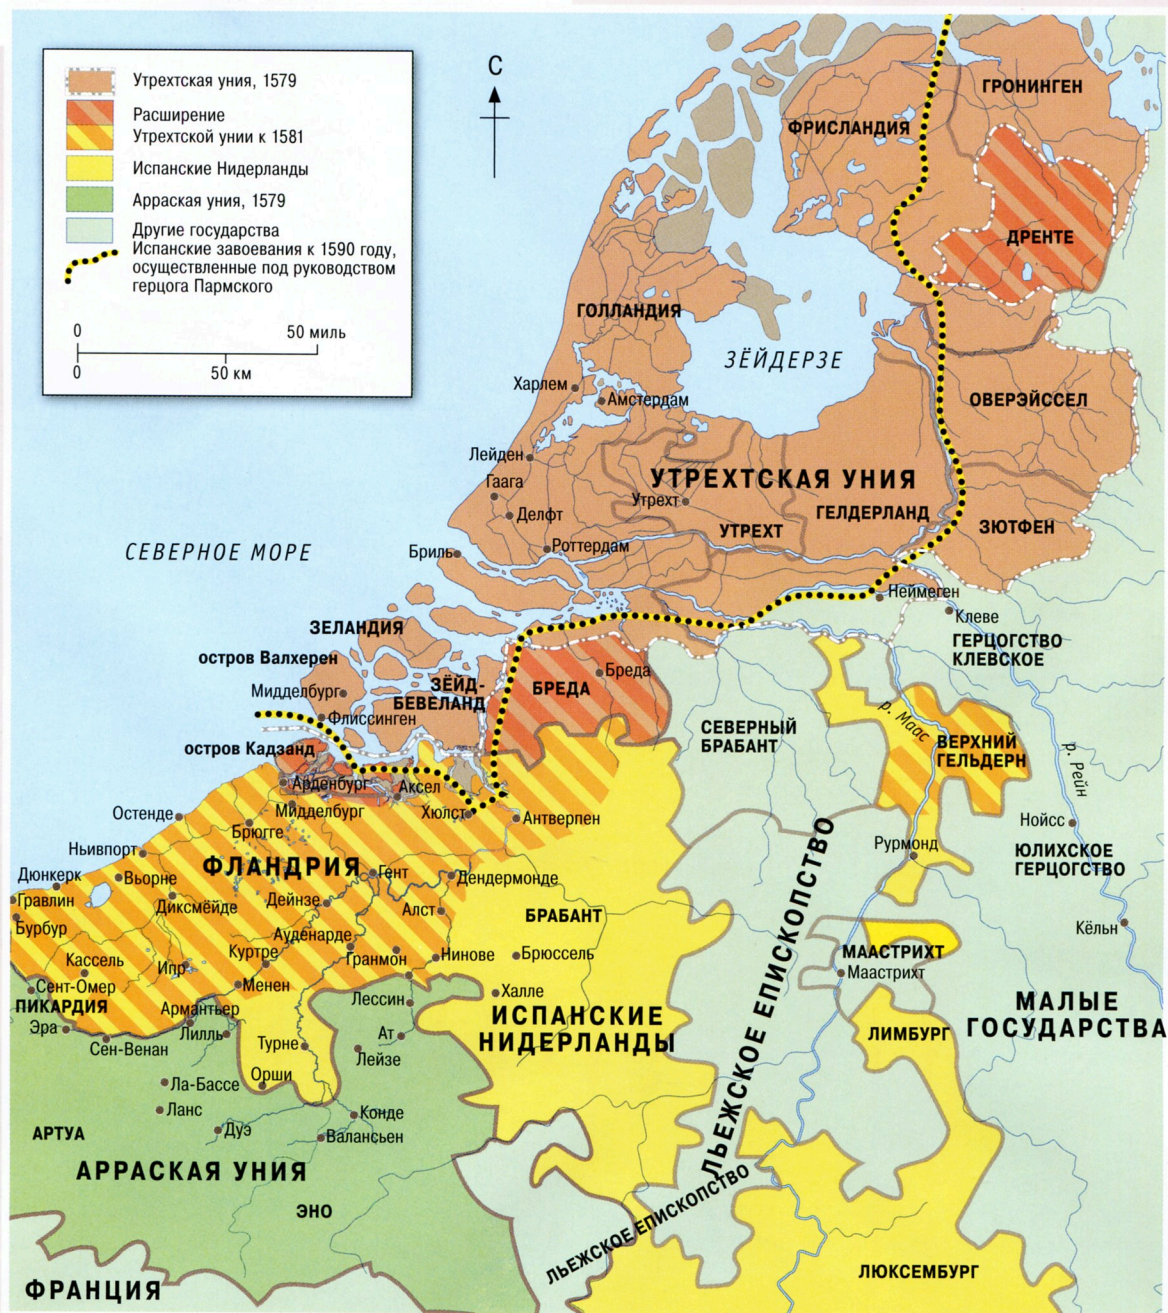 Утрехтская уния, 1579
Расширение
Утрехтской унии к 1581
Испанские Нидерланды
Арраская уния, 1579
Другие государства
Испанские завоевания к 1590 году,
осуществленные под руководством
герцога Пармского
0
50 миль
0
50 км
С
ГРОНИНГЕН
ФРИСЛАНДИЯ
ДРЕНТЕ
ГОЛЛАНДИЯ
ЗЁЙДЕРЗЕ
Харлем
Амстердам
ОВЕРЭЙССЕЛ
Лейден
УТРЕХТСКАЯ УНИЯ
Гаага
Утрехт
Делфт
ГЕЛДЕРЛАНД
УТРЕХТ
ЗЮТФЕН
СЕВЕРНОЕ МОРЕ
Бриль
Роттердам
Неймеген
Клеве
ЗЕЛАНДИЯ
ГЕРЦОГСТВО
КЛЕВСКОЕ
остров Валхерен
Бреда
БРЕДА
Мидделбург
ЗЁЙД-
БЕВЕЛАНД
Флиссинген
р. Маас
СЕВЕРНЫЙ
БРАБАНТ
остров Кадзанд
ВЕРХНИЙ
ГЕЛЬДЕРН
р. Рейн
Арденбург
Аксел
Мидделбург
Хюлст
Остенде
Антверпен
Брюгге
Нойсс
Ньивпорт
Рурмонд
ЮЛИХСКОЕ
ГЕРЦОГСТВО
ФЛАНДРИЯ
Дюнкерк
Вьорне
Гент
Дендермонде
Гравлин
Диксмёйде
Дейнзе
Алст
БРАБАНТ
Бурбур
Ауденарде
Кёльн
Куртре
Нинове
Брюссель
МААСТРИХТ
Кассель
Ипр
Гранмон
Маастрихт
Сент-Омер
Менен
Халле
ПИКАРДИЯ
Армантьер
Лессин
ИСПАНСКИЕ
НИДЕРЛАНДЫ
МАЛЫЕ
ГОСУДАРСТВА
Эра
Лилль
Ат
ЛИМБУРГ
Сен-Венан
Турне
Лейзе
Орши
Ла-Бассе
Ланс
Конде
Дуэ
Валансьен
АРТУА
ЛЬЕЖСКОЕ ЕПИСКОПСТВО
АРРАСКАЯ УНИЯ
ЭНО
ЛЬЕЖСКОЕ ЕПИСКОПСТВО
ЛЮКСЕМБУРГ
ФРАНЦИЯ